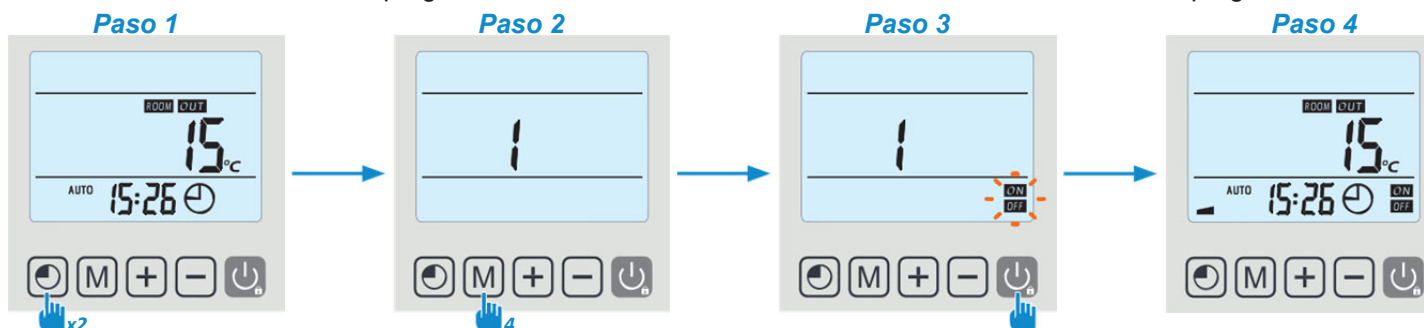 Paso 1
ROOM OUT
15 °C
AUTO 15:26
M + -
x2
Paso 2
1
M + -
4
Paso 3
1
ON
OFF
M + -
Paso 4
ROOM OUT
15 °C
AUTO 15:26 ON
OFF
M + -